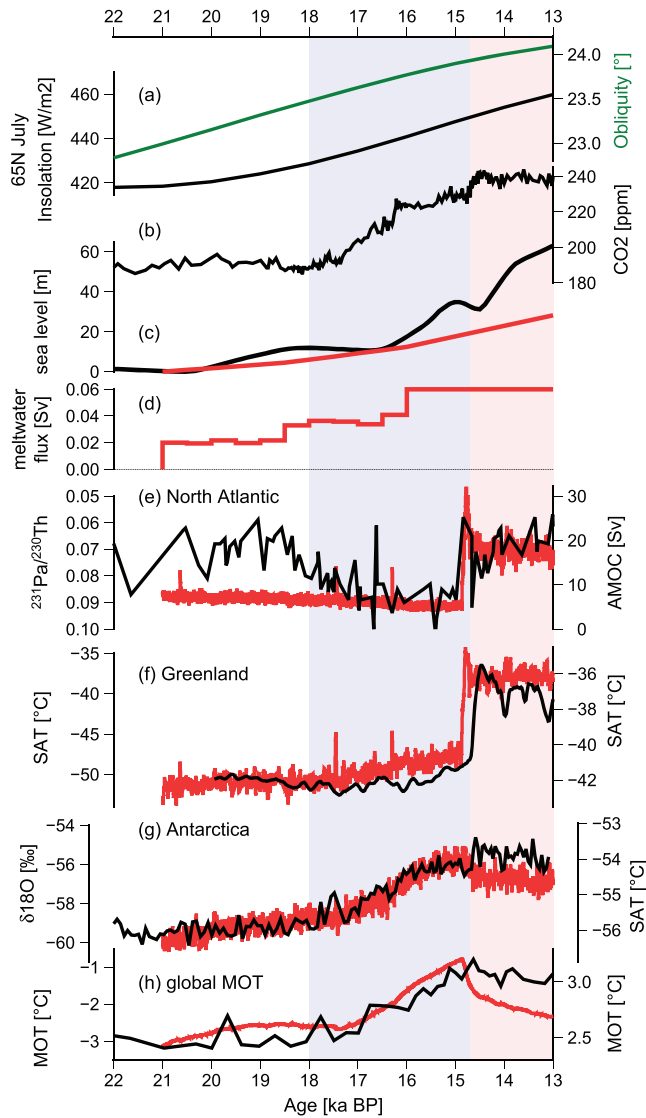 22 21 20 19 18 17 16 15 14 13
(a)
65N July
Insolation [W/m2]
460
440
420
24.0
23.5
23.0
Obliquity [°]
(b)
240
220
200
180
CO2 [ppm]
(c)
sea level [m]
60
40
20
0
(d)
meltwater
flux [Sv]
0.06
0.04
0.02
0.00
(e) North Atlantic
231Pa/230Th
0.05
0.06
0.07
0.08
0.09
0.10
30
20
10
0
AMOC [Sv]
(f) Greenland
SAT [°C]
−35
−40
−45
−50
−36
−38
−40
−42
SAT [°C]
(g) Antarctica
δ18O [‰]
−54
−56
−58
−60
−53
−54
−55
−56
SAT [°C]
(h) global MOT
MOT [°C]
−1
−2
−3
3.0
2.5
MOT [°C]
22 21 20 19 18 17 16 15 14 13
Age [ka BP]